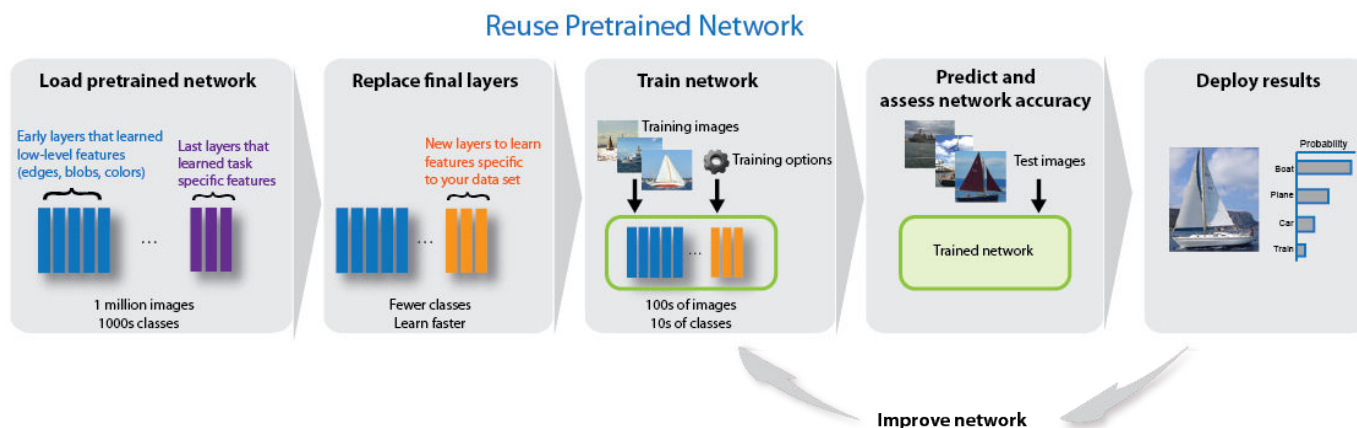 Reuse Pretrained Network
Load pretrained network
Early layers that learned
low-level features
(edges, blobs, colors)
Last layers that
learned task
specific features
...
1 million images
1000s classes
Replace final layers
New layers to learn
features specific
to your data set
...
Fewer classes
Learn faster
Train network
Training images
Training options
...
100s of images
10s of classes
Predict and
assess network accuracy
Test images
Trained network
Deploy results
Probability
Boat
Plane
Car
Train
Improve network